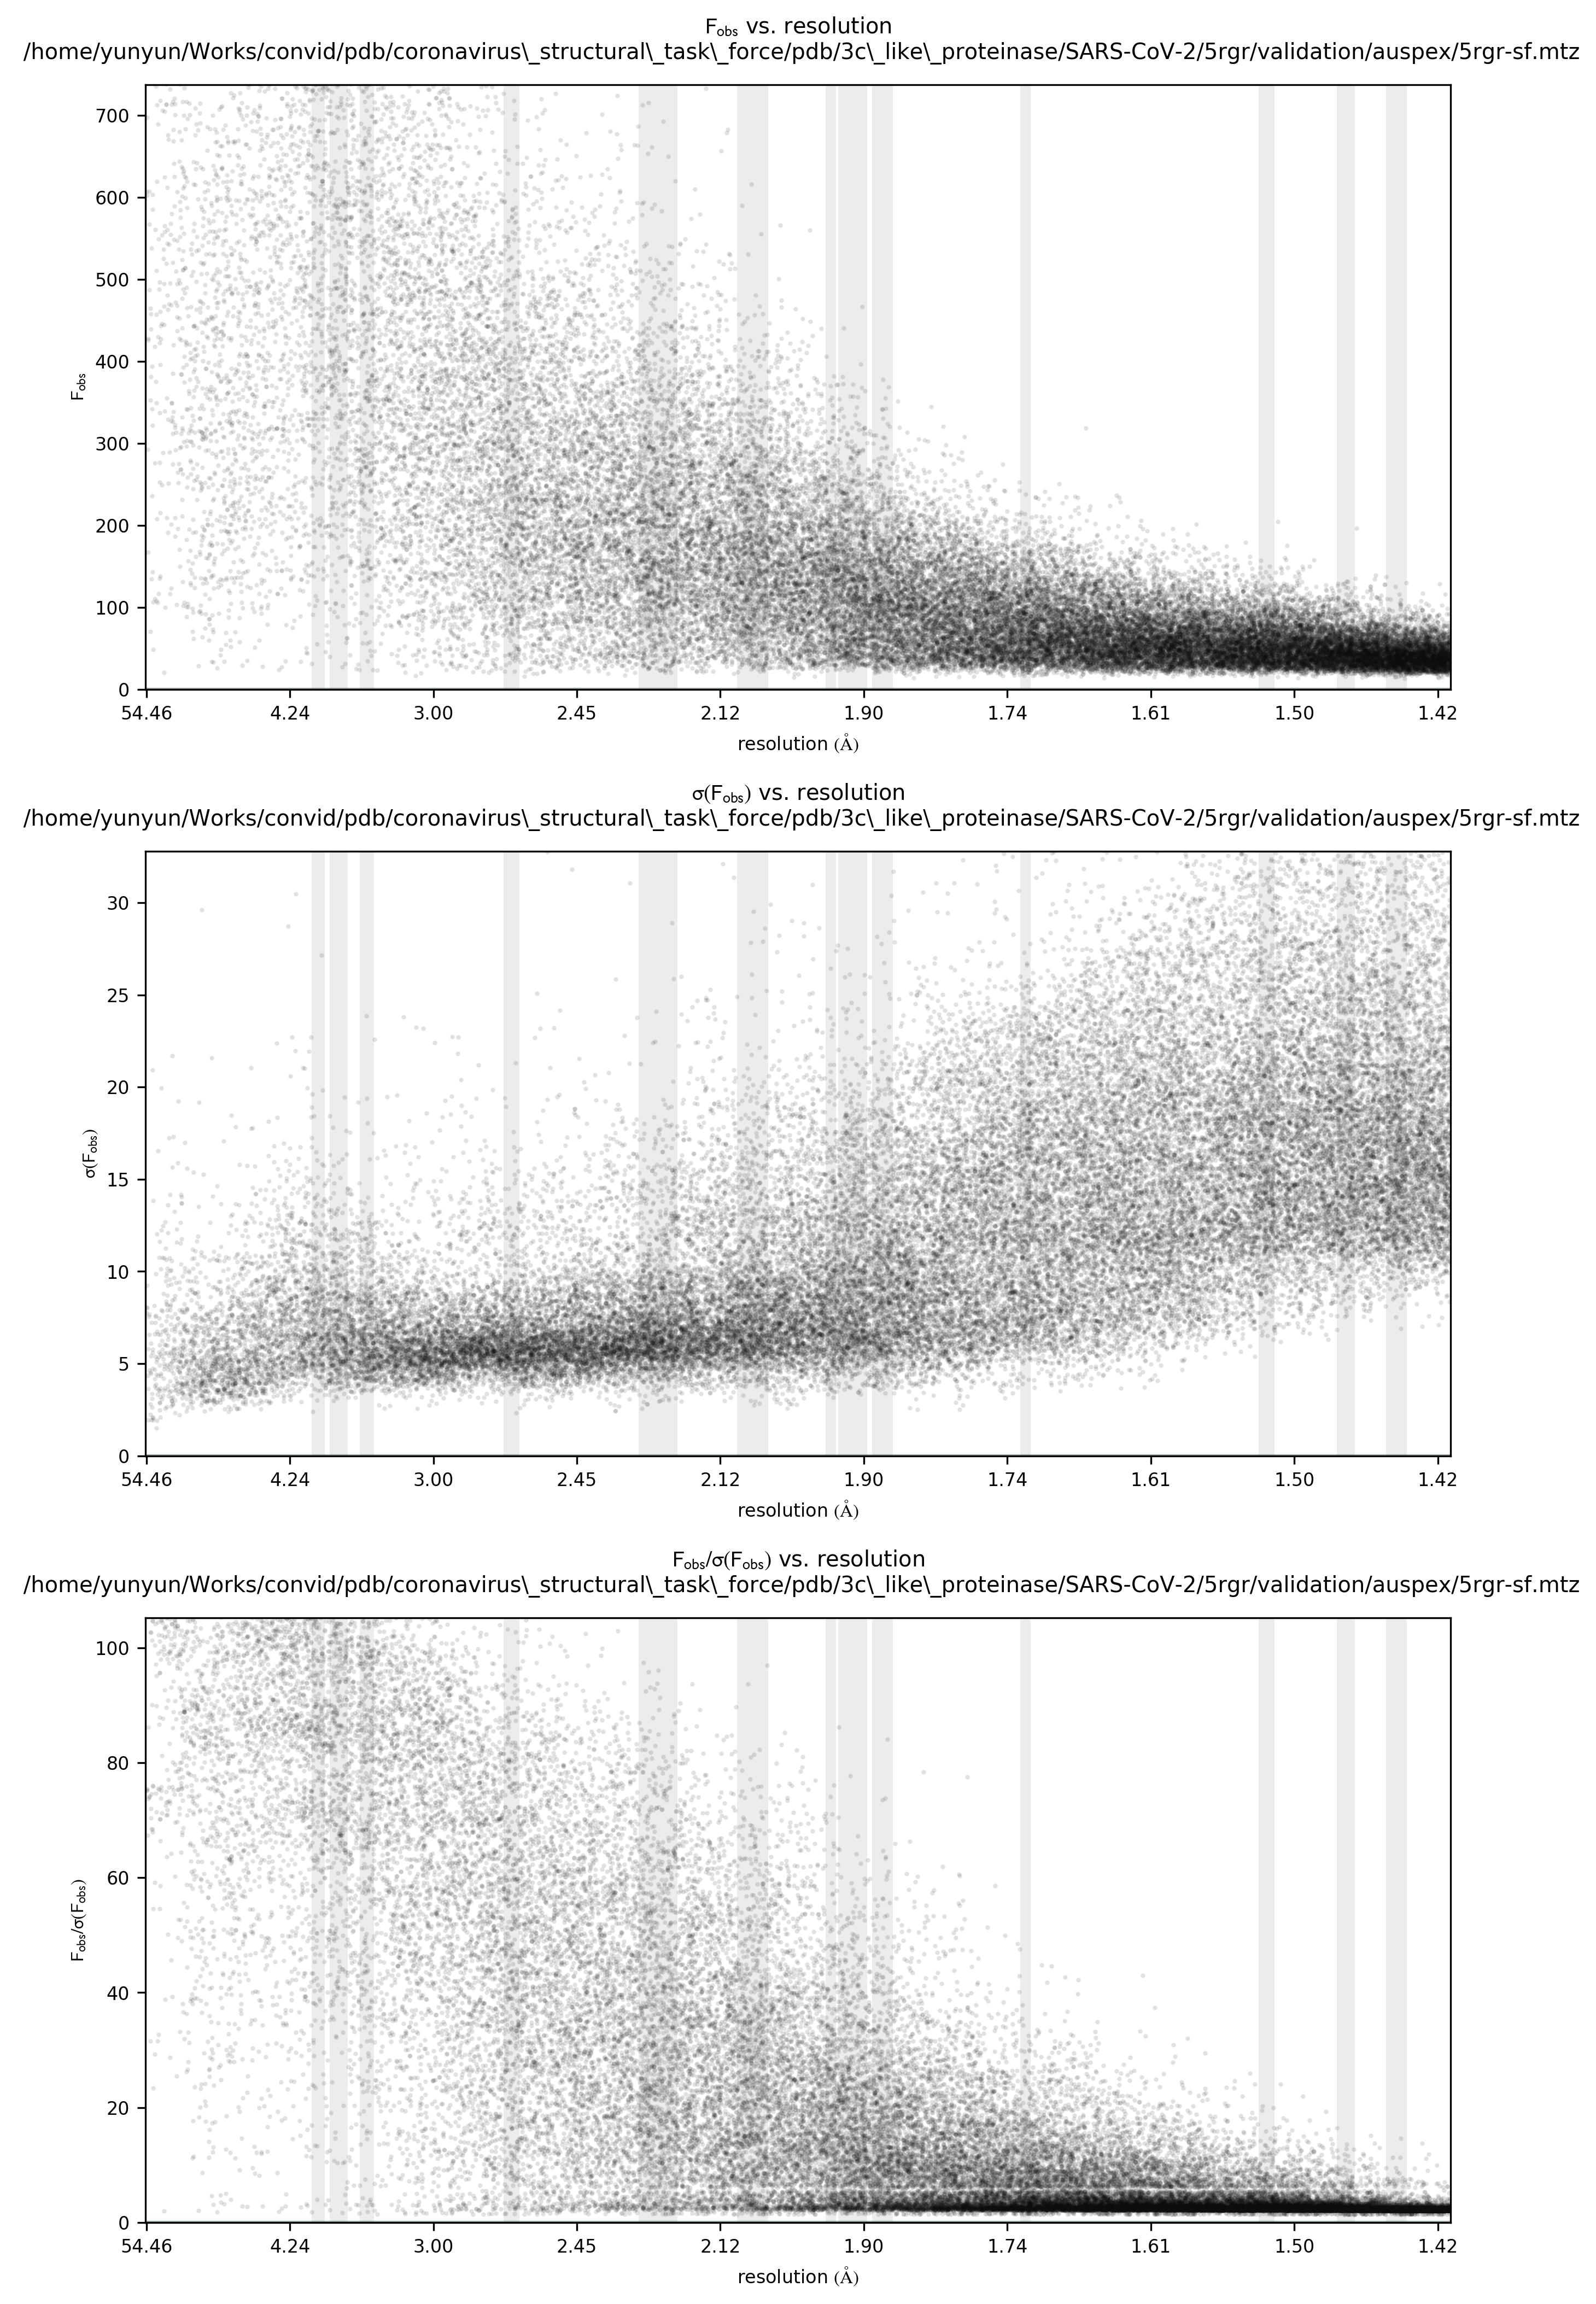 Fobs vs. resolution
/home/yunyun/Works/convid/pdb/coronavirus\_structural\_task\_force/pdb/3c\_like\_proteinase/SARS-CoV-2/5rgr/validation/auspex/5rgr-sf.mtz
700
600
500
400
300
200
100
0
Fobs
54.46 4.24 3.00 2.45 2.12 1.90 1.74 1.61 1.50 1.42
resolution (Å)
σ(Fobs) vs. resolution
/home/yunyun/Works/convid/pdb/coronavirus\_structural\_task\_force/pdb/3c\_like\_proteinase/SARS-CoV-2/5rgr/validation/auspex/5rgr-sf.mtz
30
25
20
15
10
5
0
σ(Fobs)
54.46 4.24 3.00 2.45 2.12 1.90 1.74 1.61 1.50 1.42
resolution (Å)
Fobs/σ(Fobs) vs. resolution
/home/yunyun/Works/convid/pdb/coronavirus\_structural\_task\_force/pdb/3c\_like\_proteinase/SARS-CoV-2/5rgr/validation/auspex/5rgr-sf.mtz
100
80
60
40
20
0
Fobs/σ(Fobs)
54.46 4.24 3.00 2.45 2.12 1.90 1.74 1.61 1.50 1.42
resolution (Å)